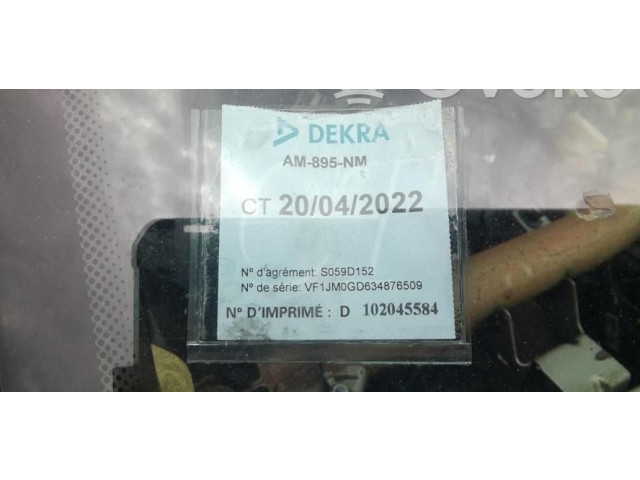 DEKRA
AM-895-NM
CT 20/04/2022
N° d'agrément: S059D152
N° de série: VF1JM0GD634876509
N° D'IMPRIMÉ : D 102045584